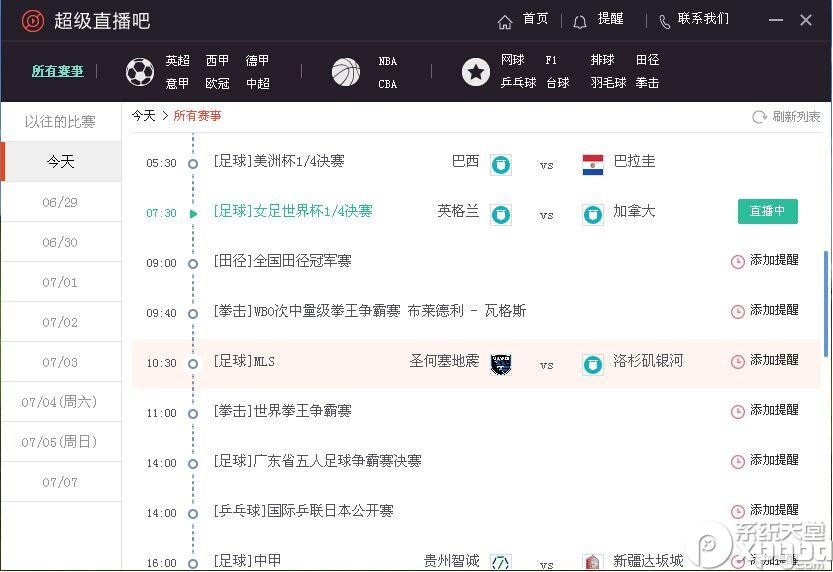 超级直播吧
首页 提醒 联系我们
所有赛事
英超 西甲 德甲
意甲 欧冠 中超
NBA
CBA
网球 F1 排球 田径
乒乓球 台球 羽毛球 拳击
以往的比赛
今天
06/29
06/30
07/01
07/02
07/03
07/04(周六)
07/05(周日)
07/07
今天 > 所有赛事 刷新列表
05:30 [足球]美洲杯1/4决赛 巴西 vs 巴拉圭
07:30 [足球]女足世界杯1/4决赛 英格兰 vs 加拿大 直播中
09:00 [田径]全国田径冠军赛 添加提醒
09:40 [拳击]WBO次中量级拳王争霸赛 布莱德利 - 瓦格斯 添加提醒
10:30 [足球]MLS 圣何塞地震 vs 洛杉矶银河 添加提醒
11:00 [拳击]世界拳王争霸赛 添加提醒
14:00 [足球]广东省五人足球争霸赛决赛 添加提醒
14:00 [乒乓球]国际乒联日本公开赛 添加提醒
16:00 [足球]中甲 贵州智诚 vs 新疆达坂城 添加提醒
系统天堂